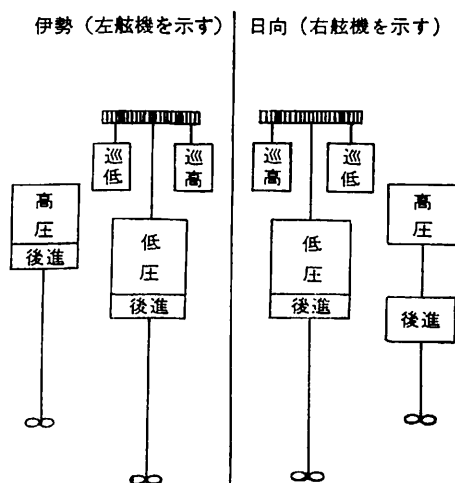 伊勢（左舷機を示す）
日向（右舷機を示す）
巡低
巡高
高圧
後進
低圧
後進
巡高
巡低
低圧
後進
高圧
後進